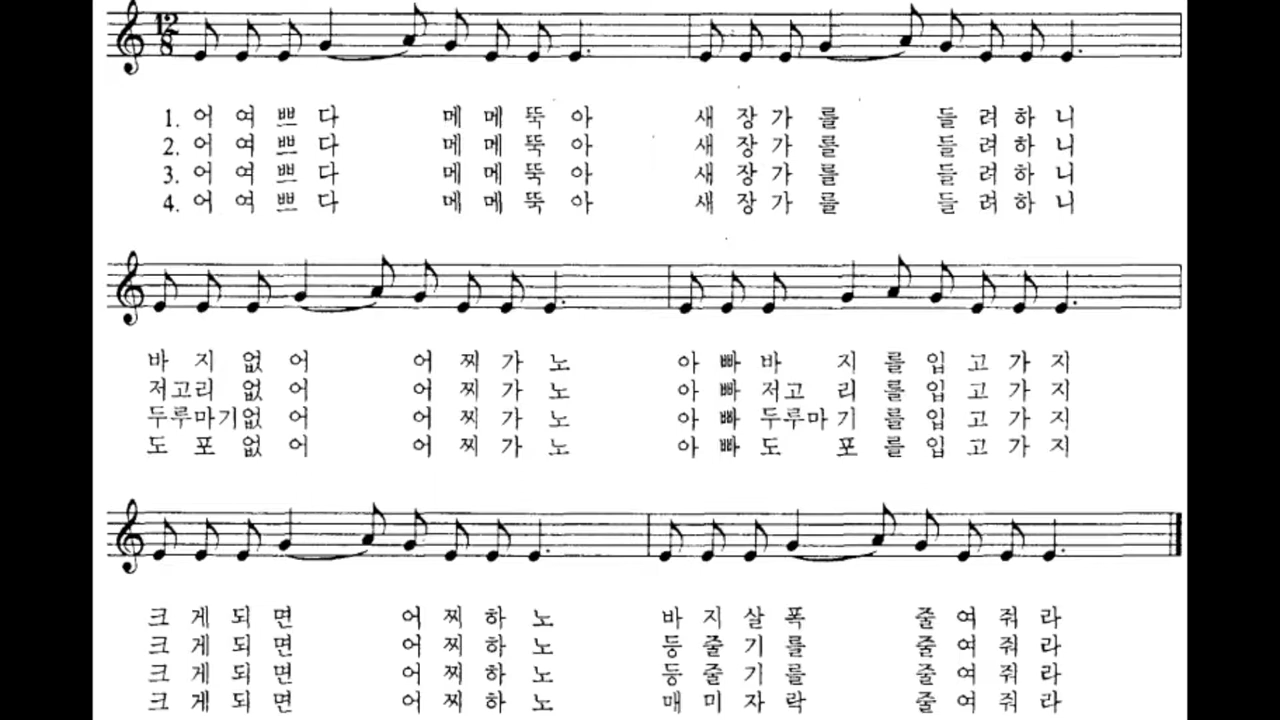 12
8
1. 어 여 쁘 다 메 메 뚝 아 새 장 가 를 들 려 하 니
2. 어 여 쁘 다 메 메 뚝 아 새 장 가 를 들 려 하 니
3. 어 여 쁘 다 메 메 뚝 아 새 장 가 를 들 려 하 니
4. 어 여 쁘 다 메 메 뚝 아 새 장 가 를 들 려 하 니
바 지 없 어 어 찌 가 노 아 빠 바 지 를 입 고 가 지
저고리 없 어 어 찌 가 노 아 빠 저고 리 를 입 고 가 지
두루마기없 어 어 찌 가 노 아 빠 두루마 기 를 입 고 가 지
도 포 없 어 어 찌 가 노 아 빠 도 포 를 입 고 가 지
크 게 되 면 어 찌 하 노 바 지 살 폭 줄 여 줘 라
크 게 되 면 어 찌 하 노 등 줄 기 를 줄 여 줘 라
크 게 되 면 어 찌 하 노 등 줄 기 를 줄 여 줘 라
크 게 되 면 어 찌 하 노 매 미 자 락 줄 여 줘 라